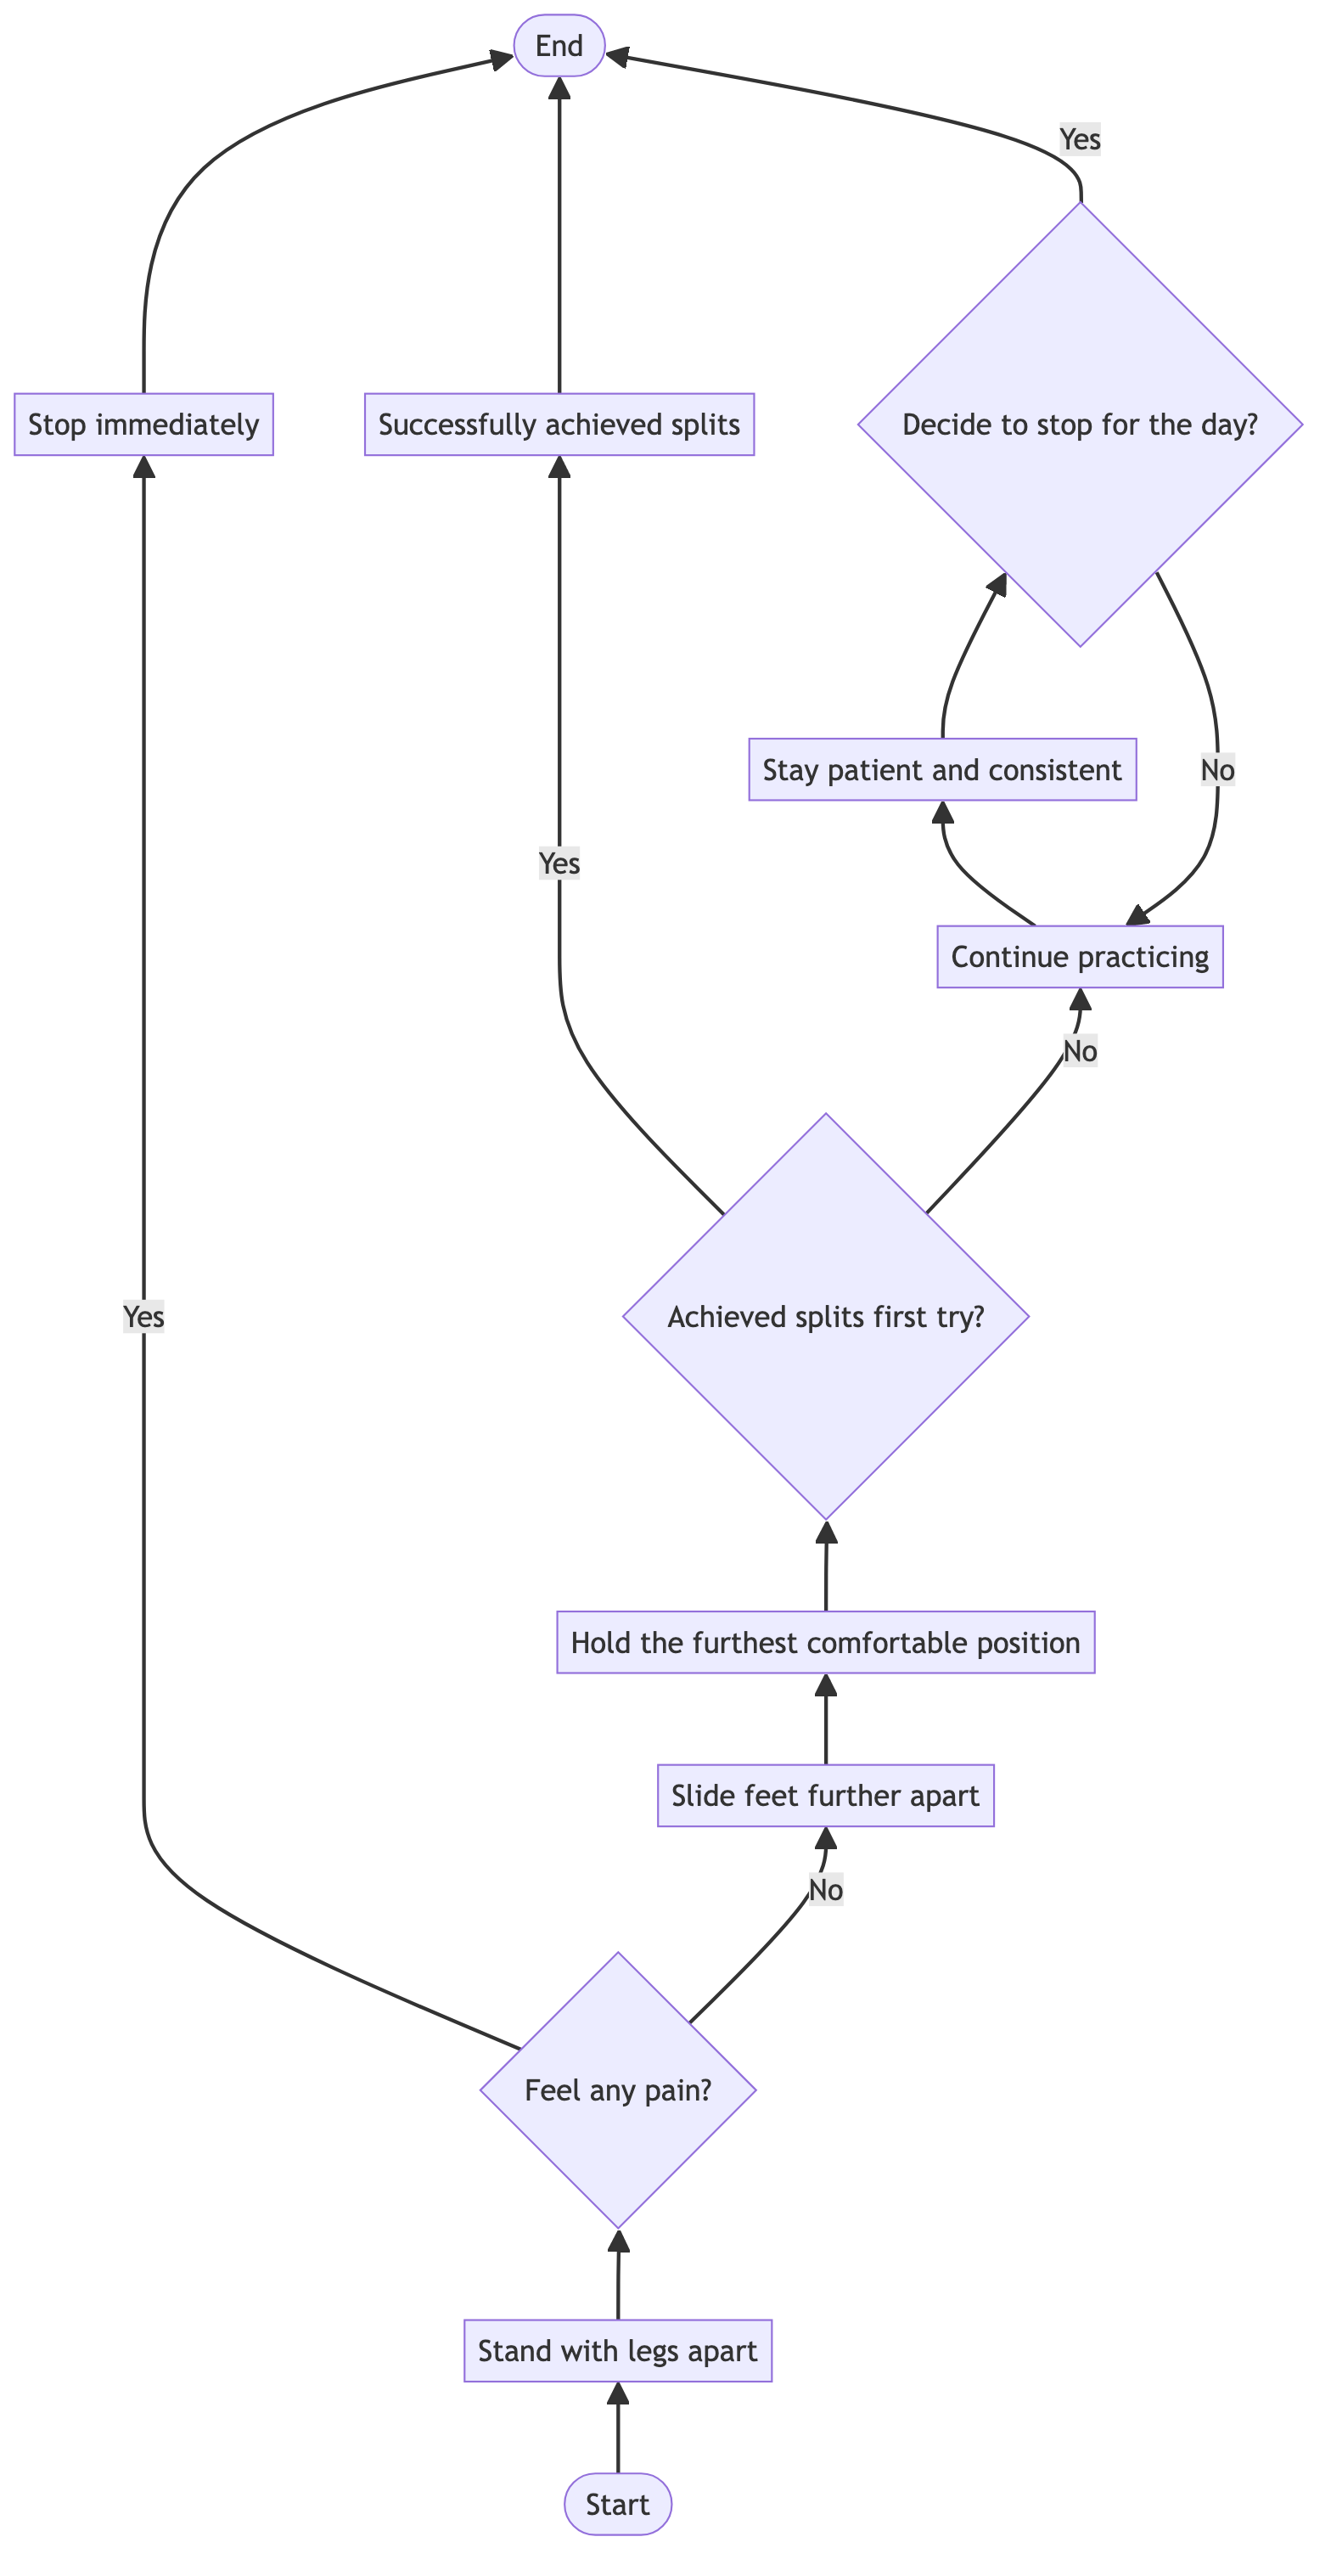 End
Yes
Stop immediately
Successfully achieved splits
Decide to stop for the day?
Stay patient and consistent
No
Yes
Continue practicing
No
Yes
Achieved splits first try?
Hold the furthest comfortable position
Slide feet further apart
No
Feel any pain?
Stand with legs apart
Start